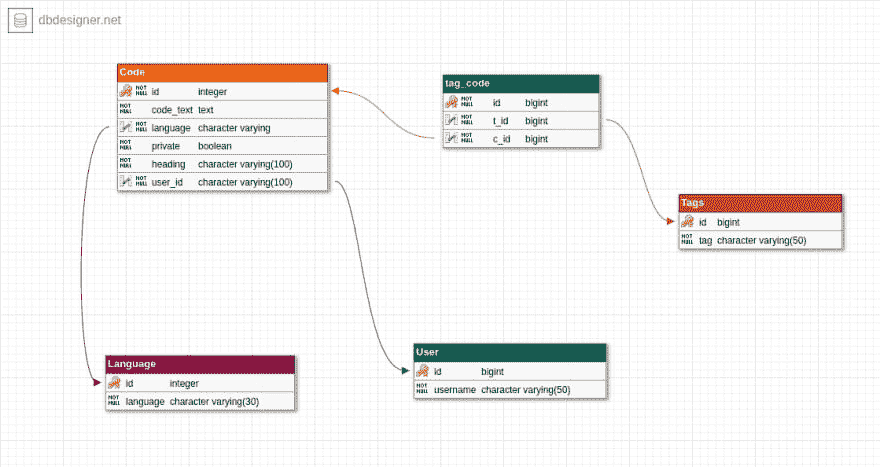 dbdesigner.net
Code
NOT NULL id integer
NOT NULL code_text text
NOT NULL language character varying
NOT NULL private boolean
NOT NULL heading character varying(100)
NOT NULL user_id character varying(100)
tag_code
NOT NULL id bigint
NOT NULL t_id bigint
NOT NULL c_id bigint
Tags
id bigint
NOT NULL tag character varying(50)
Language
id integer
NOT NULL language character varying(30)
User
id bigint
NOT NULL username character varying(50)